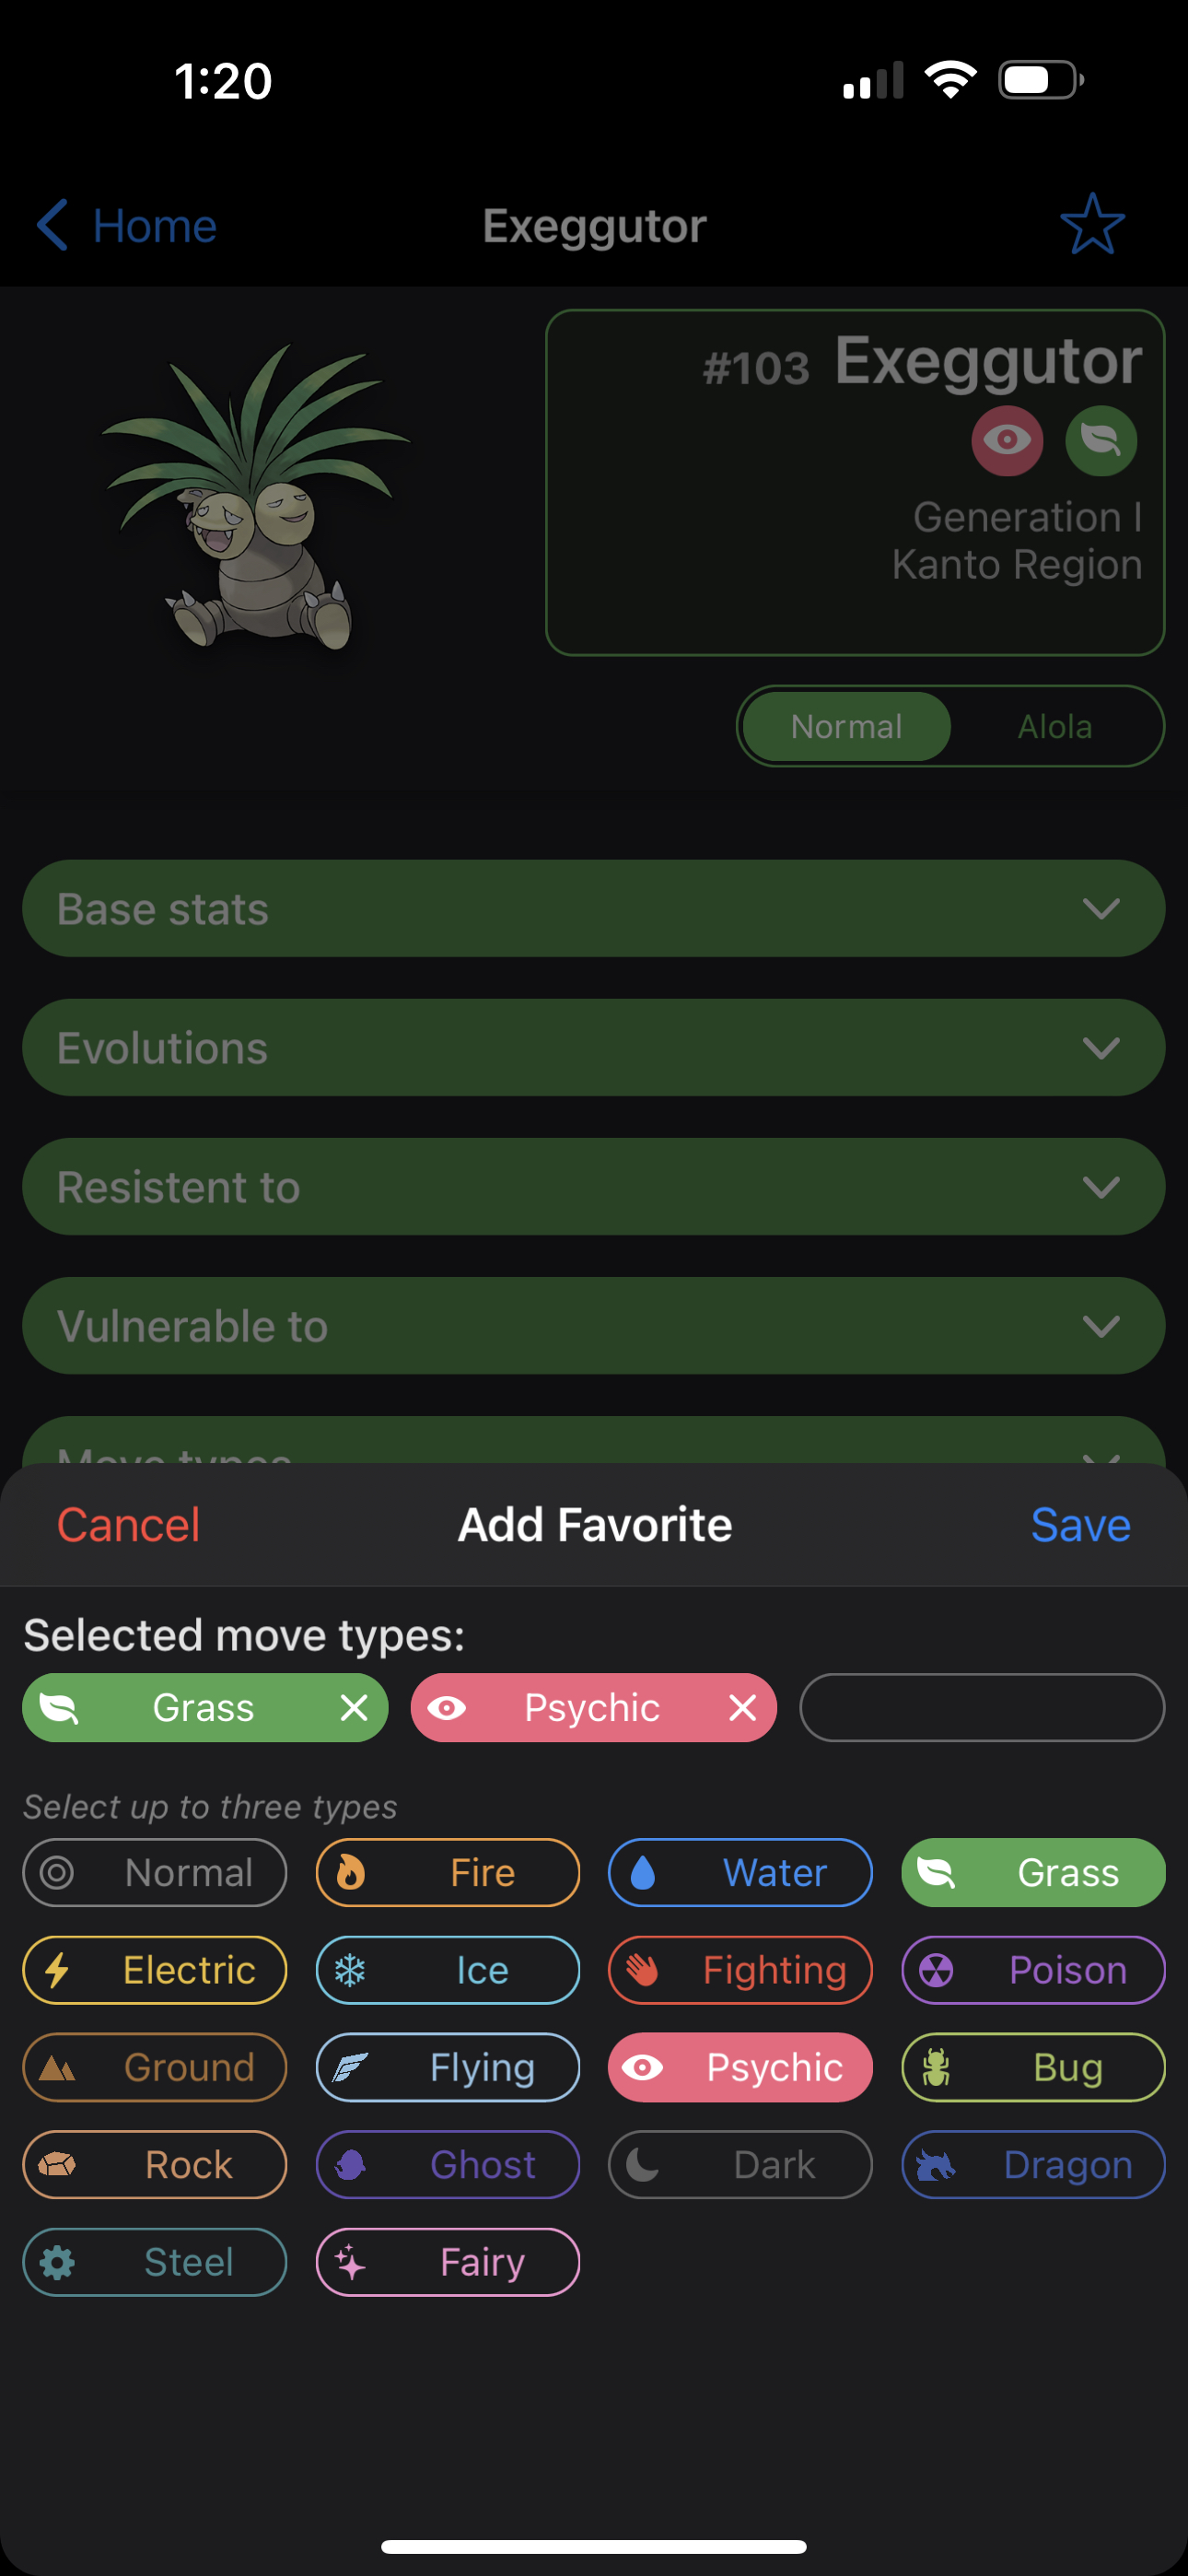 1:20
Home
Exeggutor
#103 Exeggutor
Generation I
Kanto Region
Normal
Alola
Base stats
Evolutions
Resistent to
Vulnerable to
Move types
Cancel
Add Favorite
Save
Selected move types:
Grass
Psychic
Select up to three types
Normal
Fire
Water
Grass
Electric
Ice
Fighting
Poison
Ground
Flying
Psychic
Bug
Rock
Ghost
Dark
Dragon
Steel
Fairy